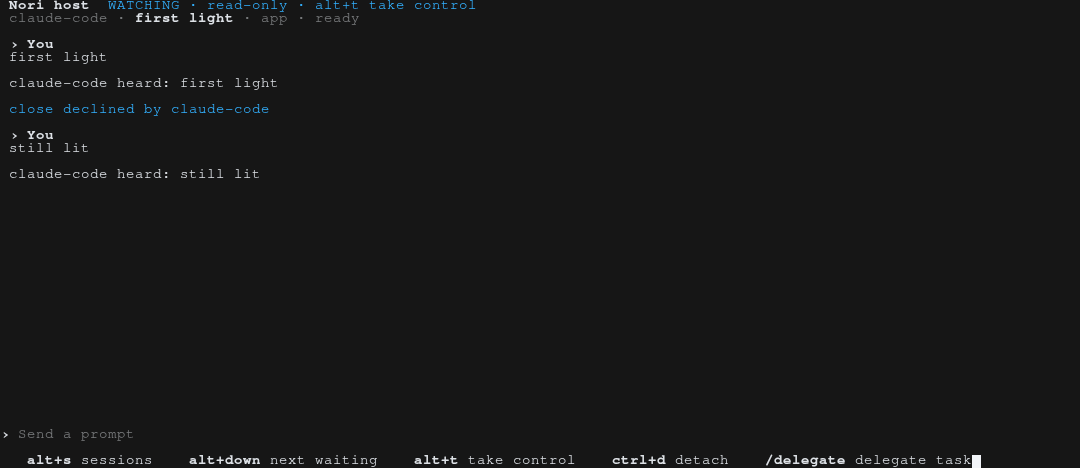 Nori host  WATCHING · read-only · alt+t take control
claude-code · first light · app · ready
› You
first light
claude-code heard: first light
close declined by claude-code
› You
still lit
claude-code heard: still lit
› Send a prompt
alt+s sessions    alt+down next waiting    alt+t take control    ctrl+d detach    /delegate delegate task